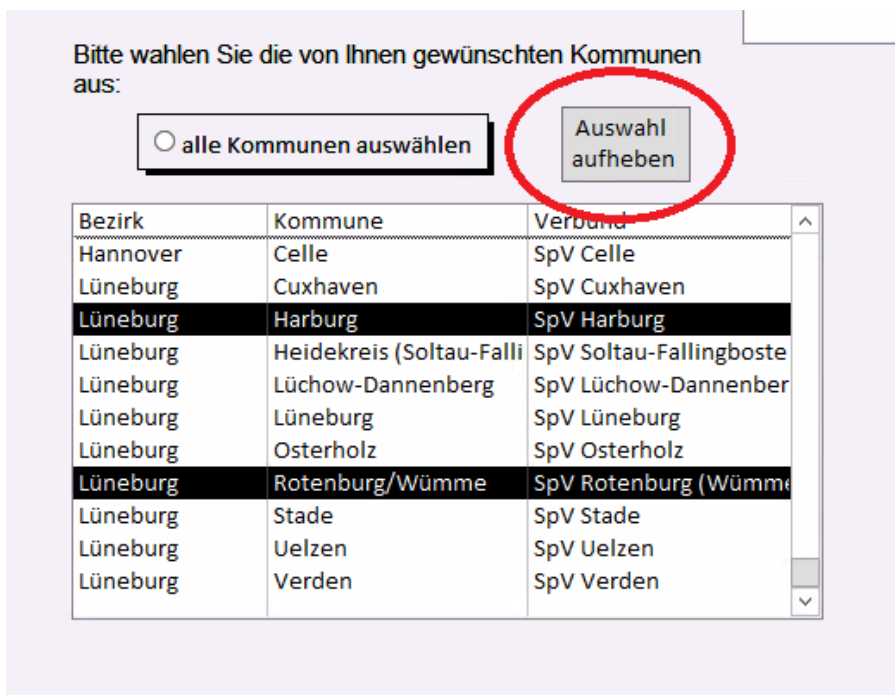 Bitte wahlen Sie die von Ihnen gewünschten Kommunen
aus:
alle Kommunen auswählen
Auswahl
aufheben
Bezirk Kommune Verbund
Hannover Celle SpV Celle
Lüneburg Cuxhaven SpV Cuxhaven
Lüneburg Harburg SpV Harburg
Lüneburg Heidekreis (Soltau-Falli SpV Soltau-Fallingboste
Lüneburg Lüchow-Dannenberg SpV Lüchow-Dannenber
Lüneburg Lüneburg SpV Lüneburg
Lüneburg Osterholz SpV Osterholz
Lüneburg Rotenburg/Wümme SpV Rotenburg (Wümme
Lüneburg Stade SpV Stade
Lüneburg Uelzen SpV Uelzen
Lüneburg Verden SpV Verden